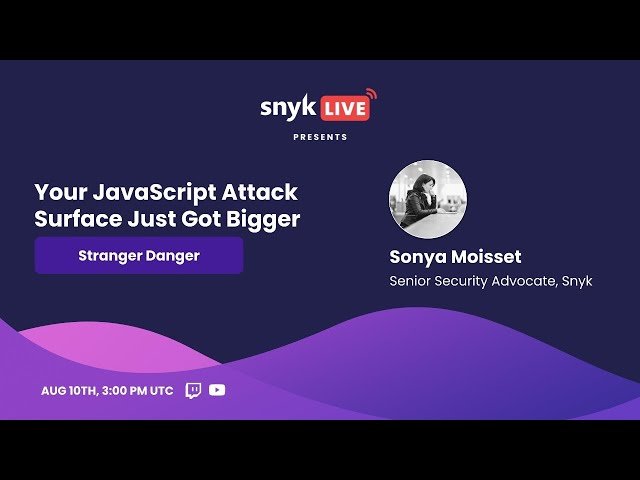 snyk LIVE
PRESENTS
Your JavaScript Attack
Surface Just Got Bigger
Stranger Danger
Sonya Moisset
Senior Security Advocate, Snyk
AUG 10TH, 3:00 PM UTC